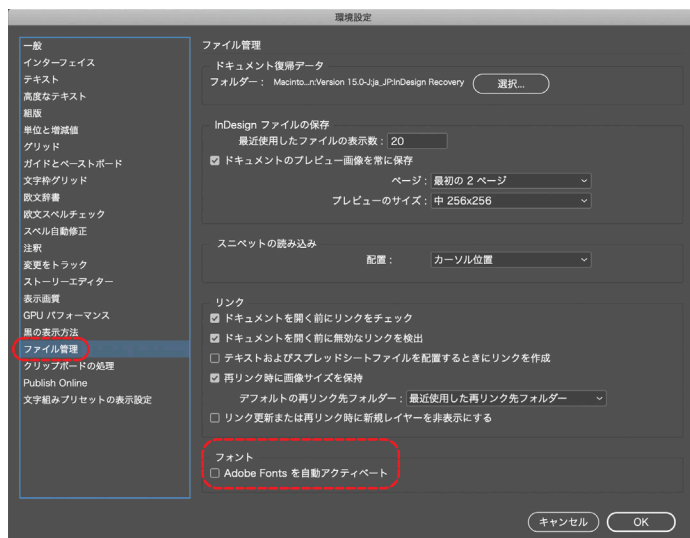 環境設定
一般
インターフェイス
テキスト
高度なテキスト
組版
単位と増減値
グリッド
ガイドとペーストボード
文字枠グリッド
欧文辞書
欧文スペルチェック
スペル自動修正
注釈
変更をトラック
ストーリーエディター
表示画質
GPU パフォーマンス
黒の表示方法
ファイル管理
クリップボードの処理
Publish Online
文字組みプリセットの表示設定
ファイル管理
ドキュメント復帰データ
フォルダー： Macinto...n:Version 15.0-J:ja_JP:InDesign Recovery 選択...
InDesign ファイルの保存
最近使用したファイルの表示数：20
ドキュメントのプレビュー画像を常に保存
ページ：最初の 2 ページ
プレビューのサイズ：中 256x256
スニペットの読み込み
配置： カーソル位置
リンク
ドキュメントを開く前にリンクをチェック
ドキュメントを開く前に無効なリンクを検出
テキストおよびスプレッドシートファイルを配置するときにリンクを作成
再リンク時に画像サイズを保持
デフォルトの再リンク先フォルダー：最近使用した再リンク先フォルダー
リンク更新または再リンク時に新規レイヤーを非表示にする
フォント
Adobe Fonts を自動アクティベート
キャンセル OK